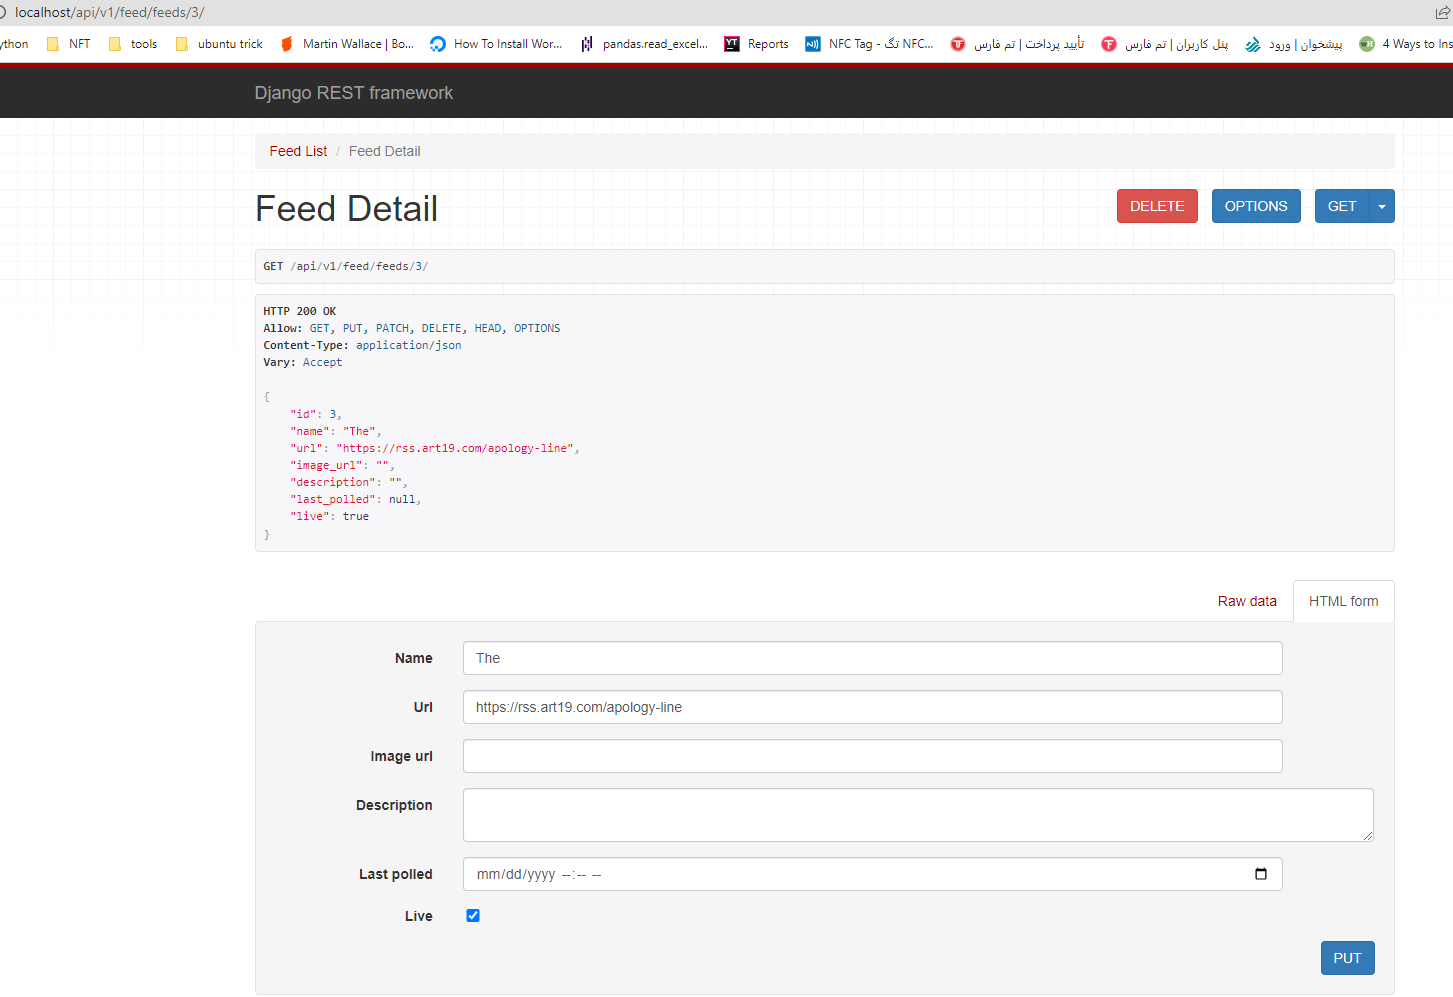 localhost/api/v1/feed/feeds/3/
ython NFT tools ubuntu trick Martin Wallace | Bo... How To Install Wor... pandas.read_excel... Reports NFC Tag - تگ NFC... تأیید پرداخت | تم فارس پنل کاربران | تم فارس پیشخوان | ورود 4 Ways to Ins
Django REST framework
Feed List / Feed Detail
Feed Detail
DELETE OPTIONS GET
GET /api/v1/feed/feeds/3/
HTTP 200 OK
Allow: GET, PUT, PATCH, DELETE, HEAD, OPTIONS
Content-Type: application/json
Vary: Accept
{
    "id": 3,
    "name": "The",
    "url": "https://rss.art19.com/apology-line",
    "image_url": "",
    "description": "",
    "last_polled": null,
    "live": true
}
Raw data HTML form
Name The
Url https://rss.art19.com/apology-line
Image url
Description
Last polled mm/dd/yyyy --:-- --
Live
PUT